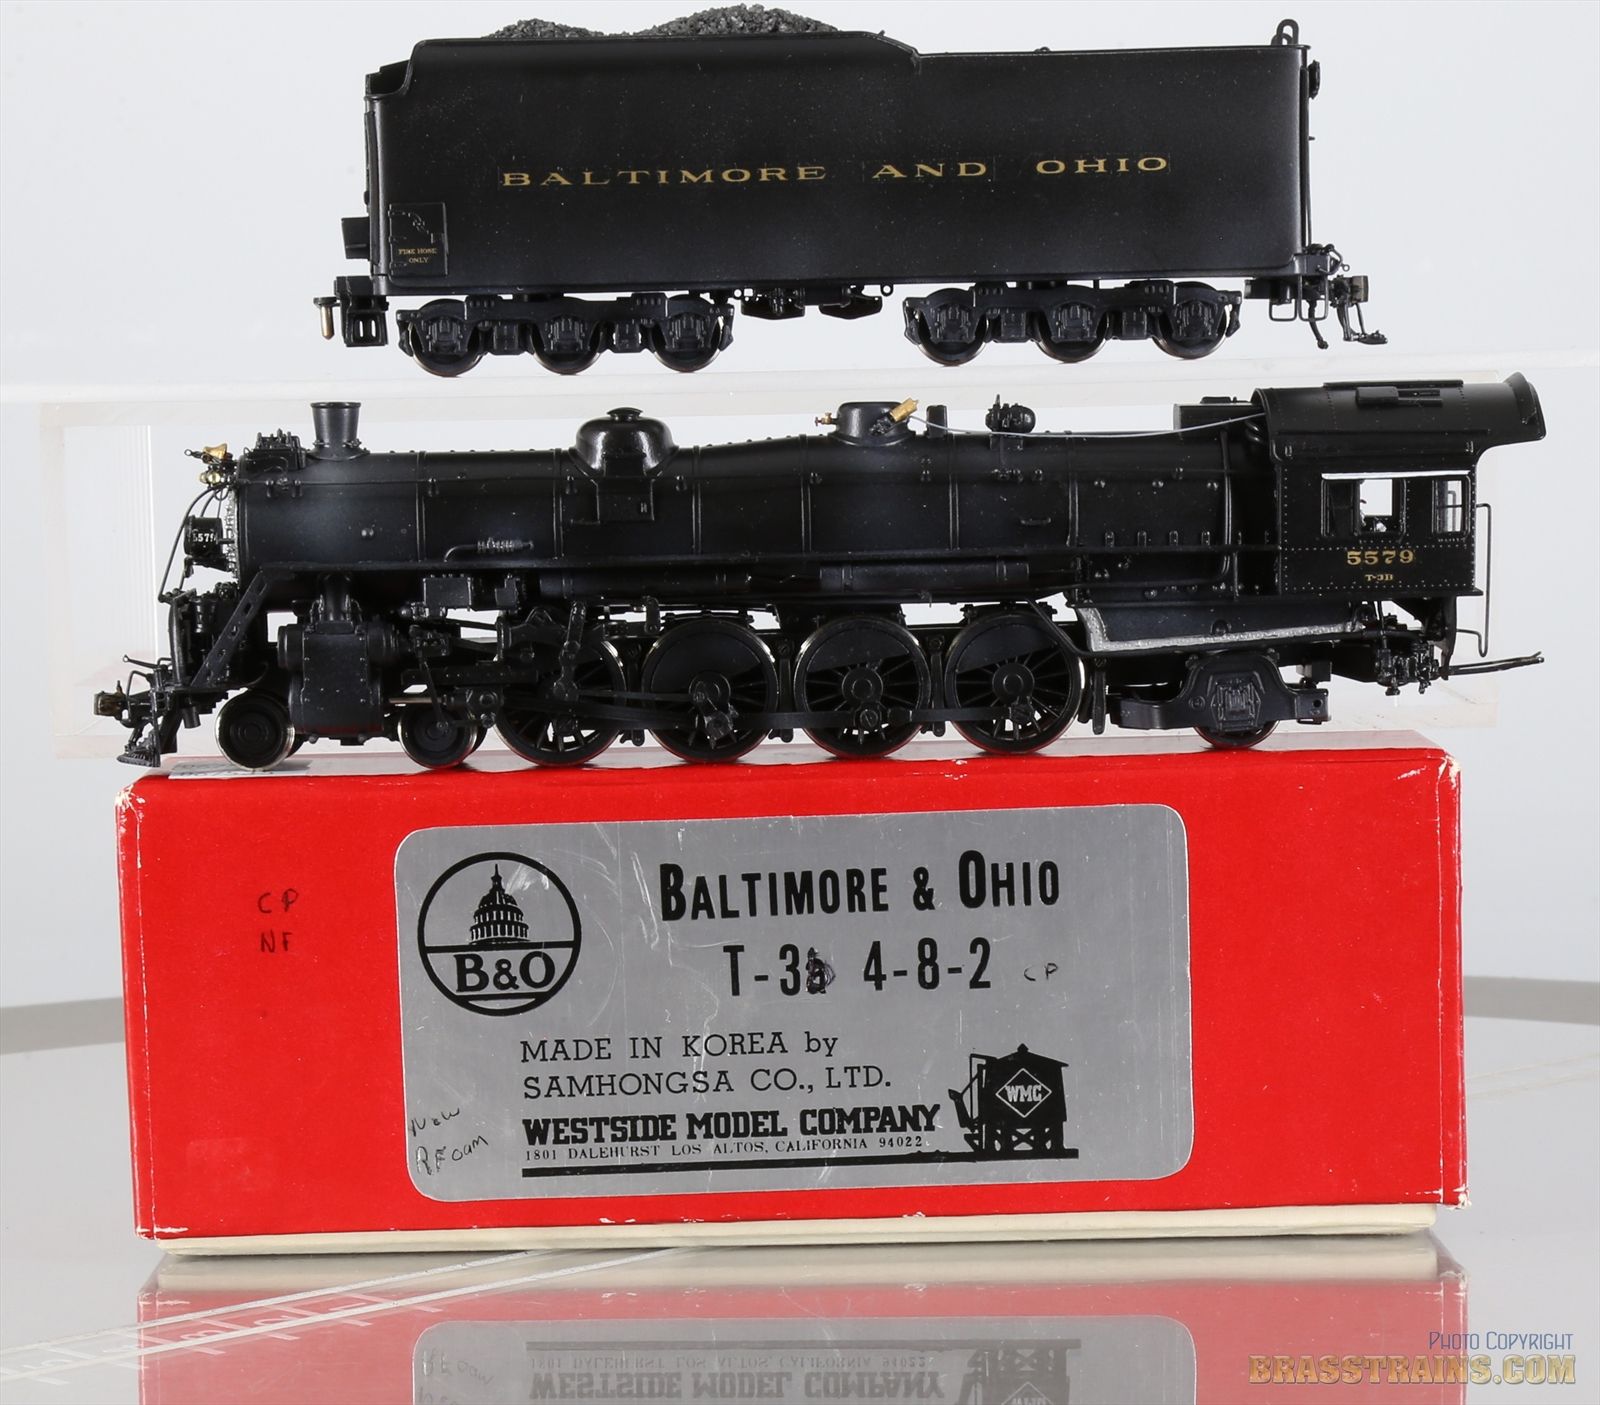 BALTIMORE AND OHIO
FIRE HOSE
ONLY
5579
5579
T-3B
CP
NF
B&O
BALTIMORE & OHIO
T-3 4-8-2 CP
MADE IN KOREA by
SAMHONGSA CO., LTD.
WMC
New
RFoam
WESTSIDE MODEL COMPANY
1801 DALEHURST LOS ALTOS, CALIFORNIA 94022
PHOTO COPYRIGHT
BRASSTRAINS.COM